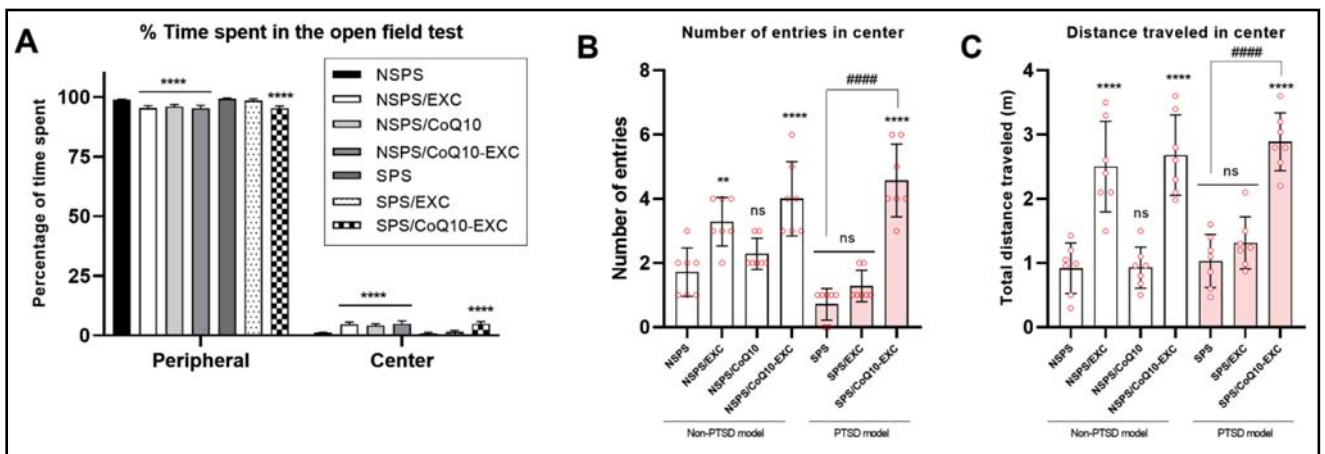 A
% Time spent in the open field test
Percentage of time spent
100
75
50
25
0
****
****
****
****
Peripheral
Center
NSPS
NSPS/EXC
NSPS/CoQ10
NSPS/CoQ10-EXC
SPS
SPS/EXC
SPS/CoQ10-EXC
B
Number of entries in center
Number of entries
8
6
4
2
0
**
ns
****
ns
####
****
NSPS
NSPS/EXC
NSPS/CoQ10
NSPS/CoQ10-EXC
SPS
SPS/EXC
SPS/CoQ10-EXC
Non-PTSD model
PTSD model
C
Distance traveled in center
Total distance traveled (m)
4
3
2
1
0
****
ns
****
ns
####
****
NSPS
NSPS/EXC
NSPS/CoQ10
NSPS/CoQ10-EXC
SPS
SPS/EXC
SPS/CoQ10-EXC
Non-PTSD model
PTSD model